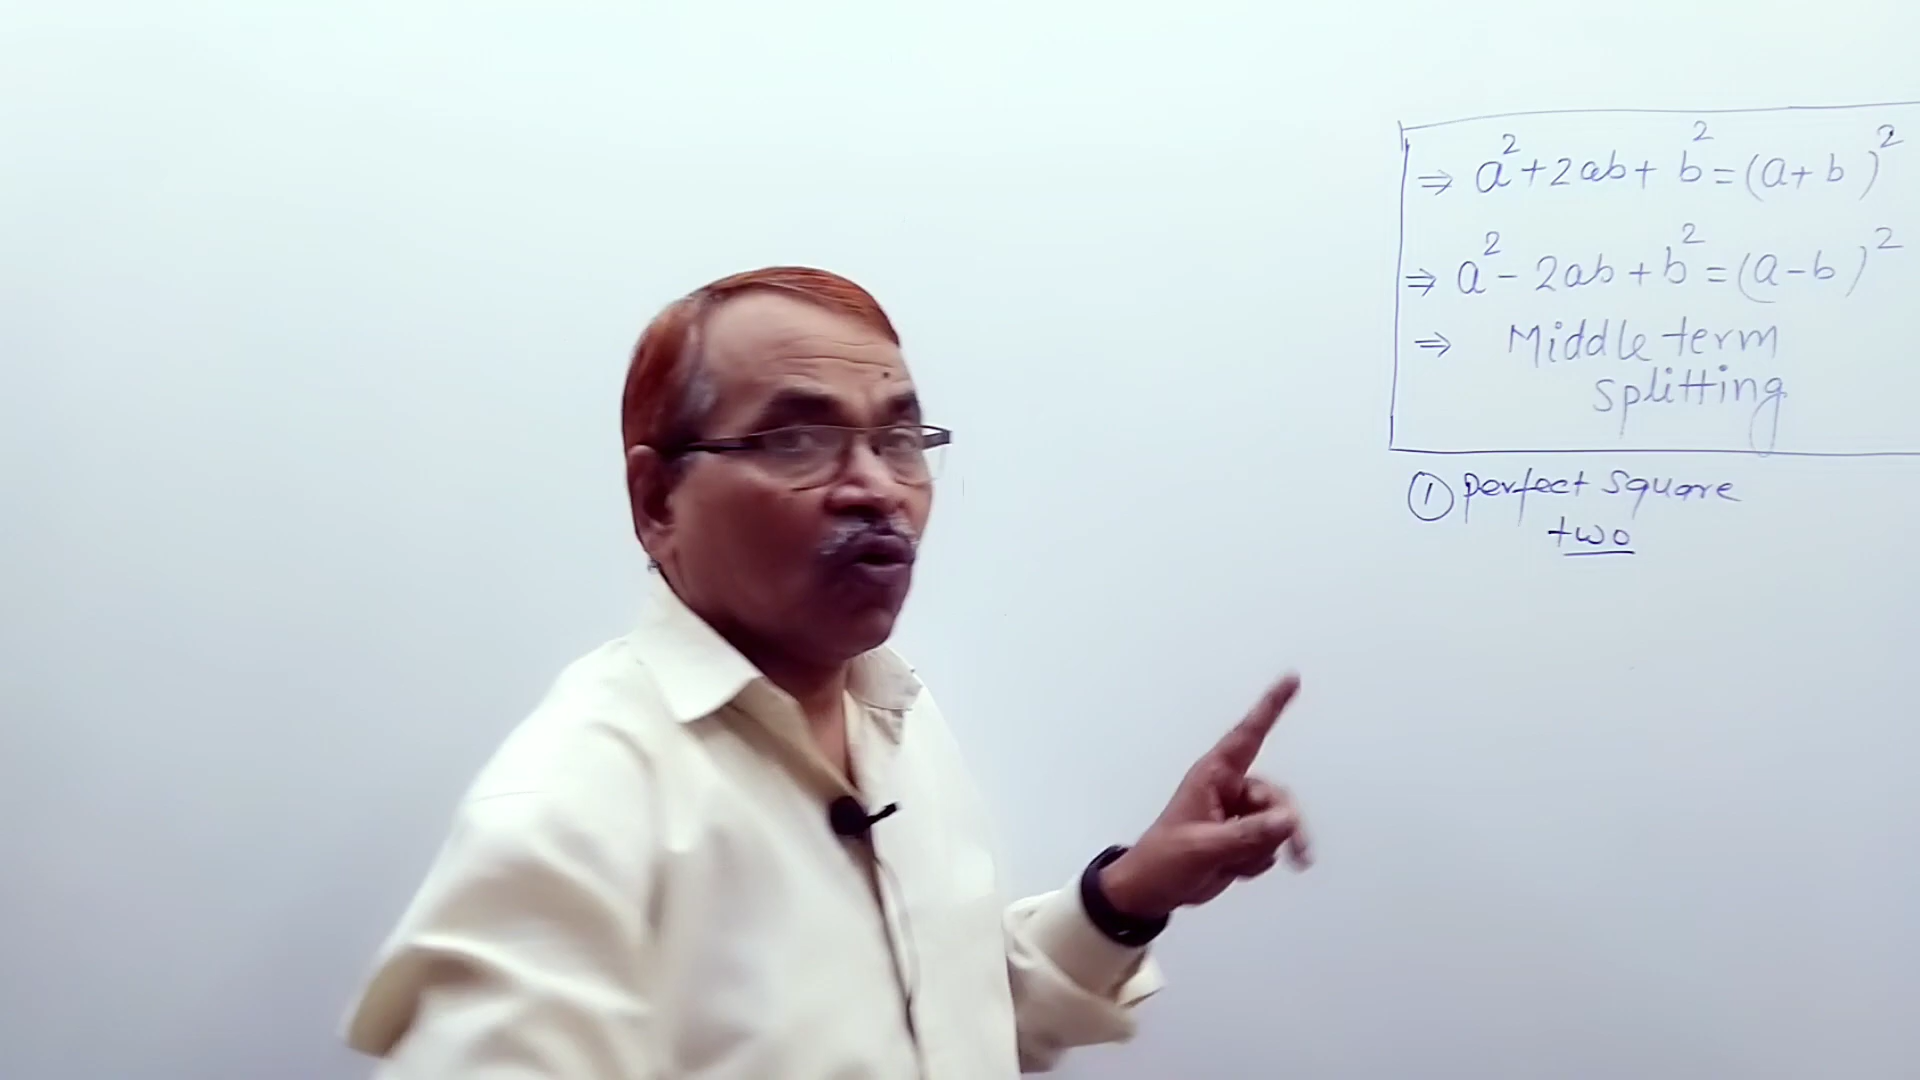 ⇒ a²+2ab+b²=(a+b)²
⇒ a²-2ab+b²=(a-b)²
⇒ Middle term
splitting
① perfect square
two